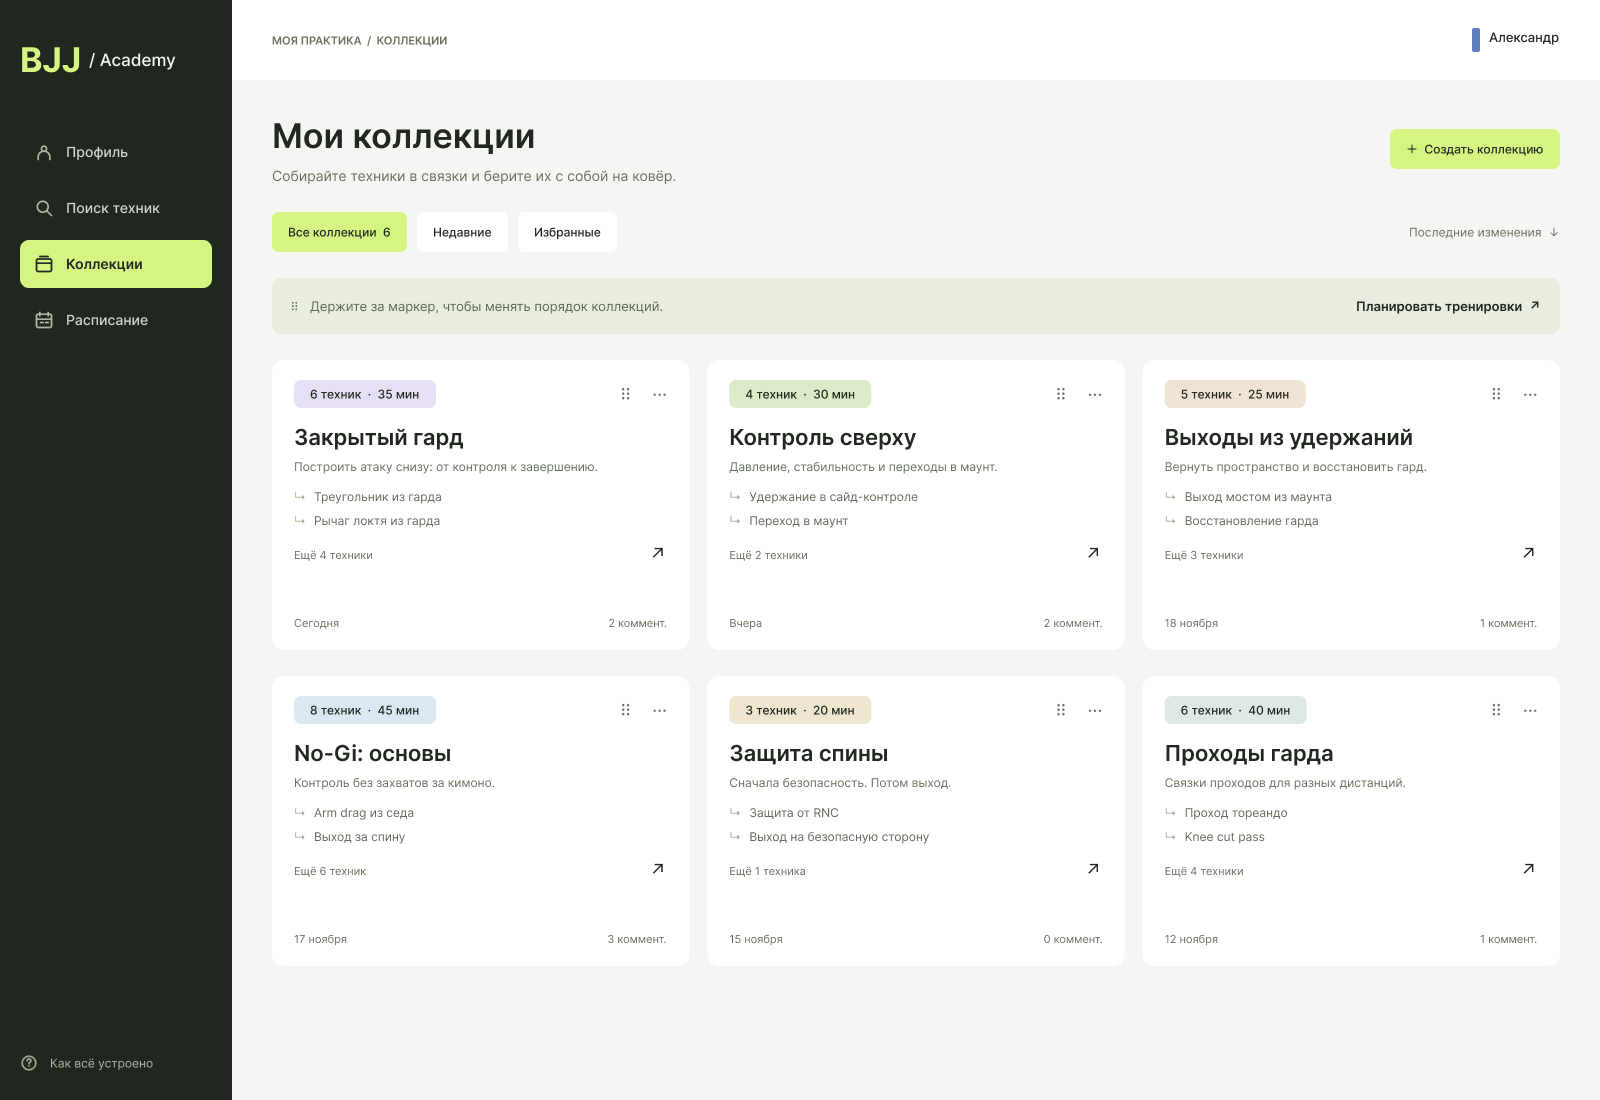 BJJ / Academy
Профиль
Поиск техник
Коллекции
Расписание
Как всё устроено
МОЯ ПРАКТИКА / КОЛЛЕКЦИИ
Александр
Мои коллекции
Собирайте техники в связки и берите их с собой на ковёр.
+ Создать коллекцию
Все коллекции 6
Недавние
Избранные
Последние изменения ↓
Держите за маркер, чтобы менять порядок коллекций.
Планировать тренировки ↗
6 техник · 35 мин
Закрытый гард
Построить атаку снизу: от контроля к завершению.
Треугольник из гарда
Рычаг локтя из гарда
Ещё 4 техники
Сегодня
2 коммент.
4 техник · 30 мин
Контроль сверху
Давление, стабильность и переходы в маунт.
Удержание в сайд-контроле
Переход в маунт
Ещё 2 техники
Вчера
2 коммент.
5 техник · 25 мин
Выходы из удержаний
Вернуть пространство и восстановить гард.
Выход мостом из маунта
Восстановление гарда
Ещё 3 техники
18 ноября
1 коммент.
8 техник · 45 мин
No-Gi: основы
Контроль без захватов за кимоно.
Arm drag из седа
Выход за спину
Ещё 6 техник
17 ноября
3 коммент.
3 техник · 20 мин
Защита спины
Сначала безопасность. Потом выход.
Защита от RNC
Выход на безопасную сторону
Ещё 1 техника
15 ноября
0 коммент.
6 техник · 40 мин
Проходы гарда
Связки проходов для разных дистанций.
Проход тореандо
Knee cut pass
Ещё 4 техники
12 ноября
1 коммент.